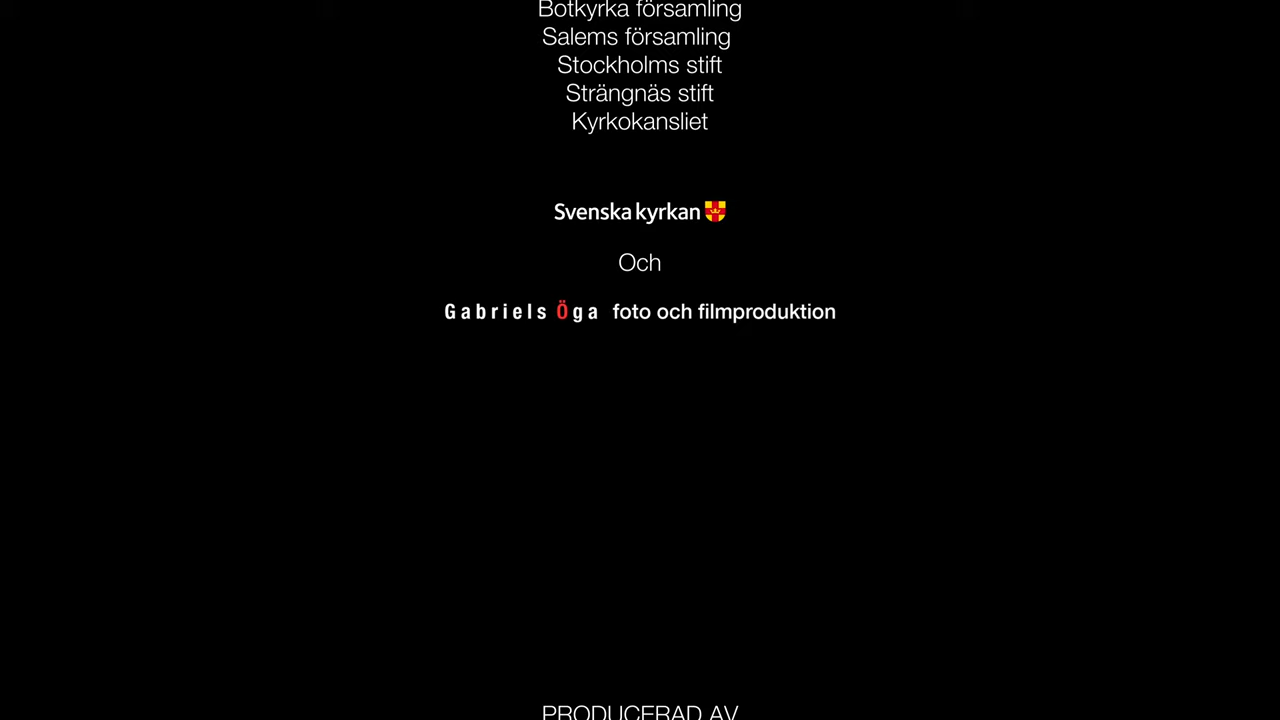 Botkyrka församling
Salems församling
Stockholms stift
Strängnäs stift
Kyrkokansliet
Svenska kyrkan
Och
Gabriels Öga foto och filmproduktion
PRODUCERAD AV